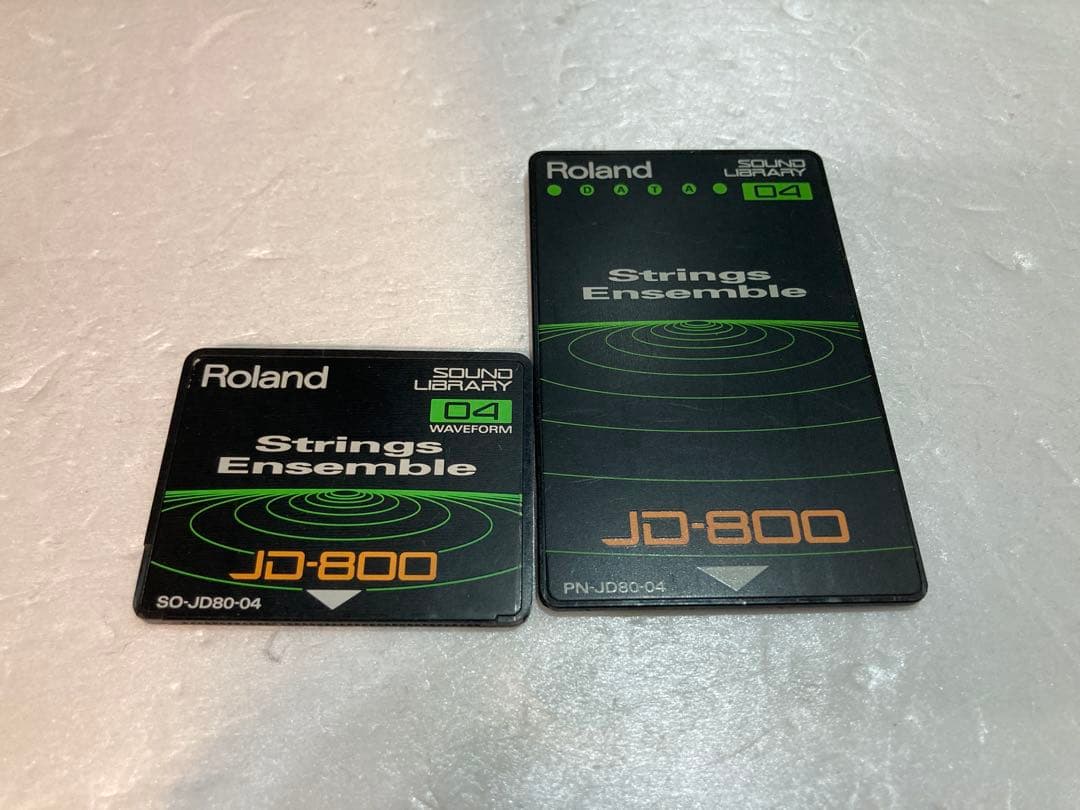 Roland
SOUND
LIBRARY
04
WAVEFORM
Strings
Ensemble
JD-800
SO-JD80-04
Roland
SOUND
LIBRARY
DATA
04
Strings
Ensemble
JD-800
PN-JD80-04